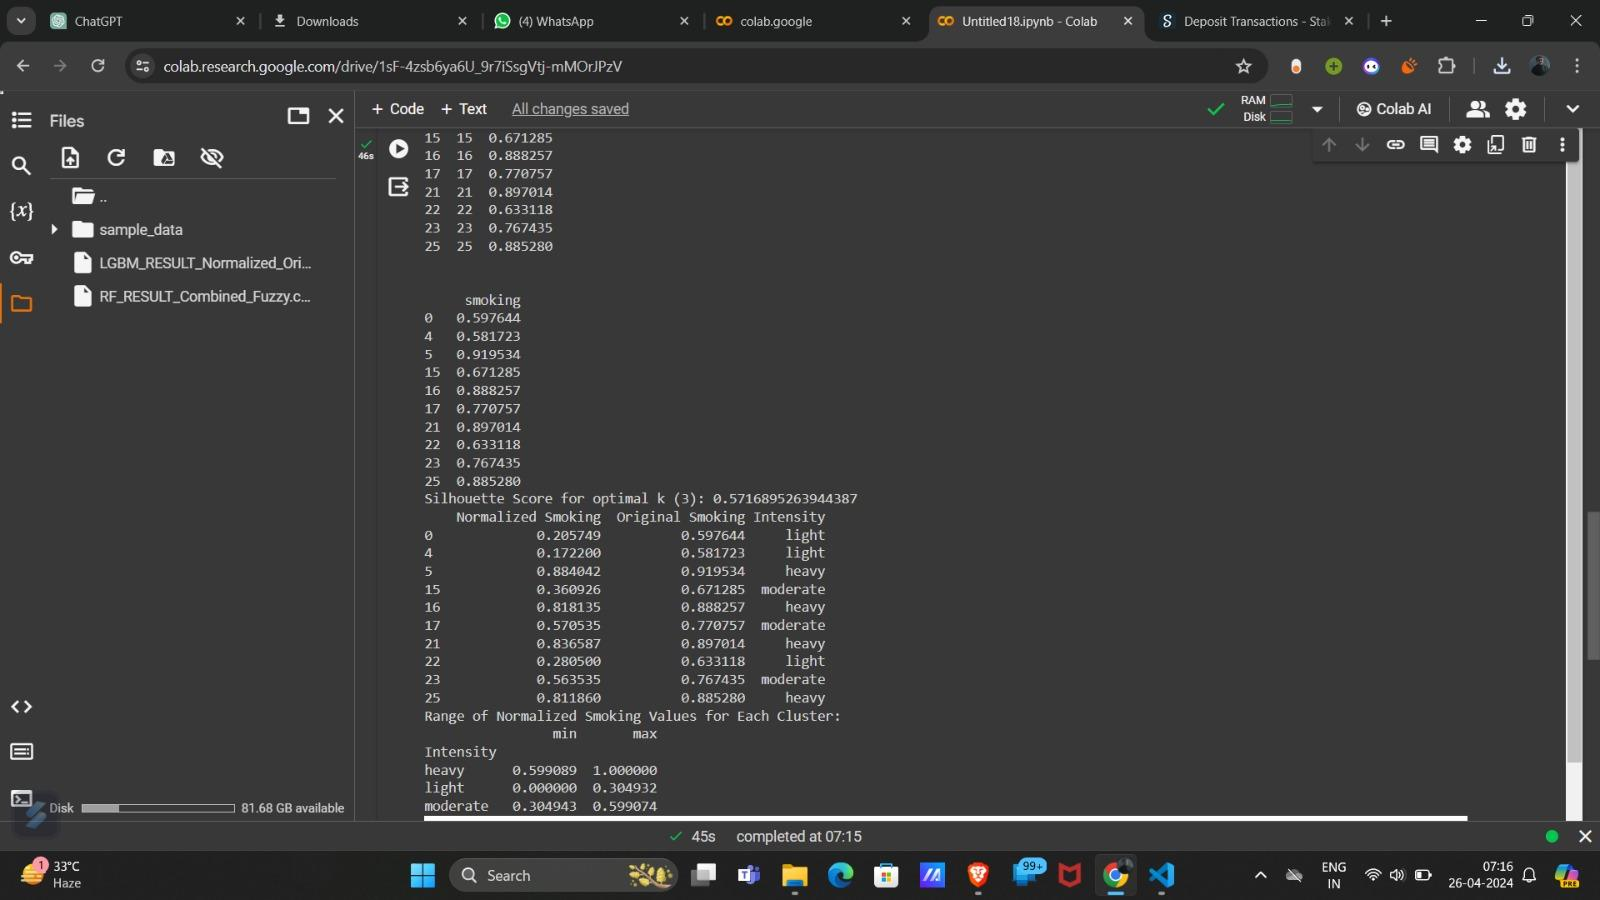 ChatGPT
Downloads
(4) WhatsApp
colab.google
Untitled18.ipynb - Colab
Deposit Transactions - Sta
colab.research.google.com/drive/1sF-4zsb6ya6U_9r7iSsgVtj-mMOrJPzV
Files
+ Code + Text All changes saved
RAM
Disk
Colab AI
..
sample_data
LGBM_RESULT_Normalized_Ori...
RF_RESULT_Combined_Fuzzy.c...
{x}
46s
15 15 0.671285
16 16 0.888257
17 17 0.770757
21 21 0.897014
22 22 0.633118
23 23 0.767435
25 25 0.885280
smoking
0 0.597644
4 0.581723
5 0.919534
15 0.671285
16 0.888257
17 0.770757
21 0.897014
22 0.633118
23 0.767435
25 0.885280
Silhouette Score for optimal k (3): 0.5716895263944387
Normalized Smoking Original Smoking Intensity
0 0.205749 0.597644 light
4 0.172200 0.581723 light
5 0.884042 0.919534 heavy
15 0.360926 0.671285 moderate
16 0.818135 0.888257 heavy
17 0.570535 0.770757 moderate
21 0.836587 0.897014 heavy
22 0.280500 0.633118 light
23 0.563535 0.767435 moderate
25 0.811860 0.885280 heavy
Range of Normalized Smoking Values for Each Cluster:
min max
Intensity
heavy 0.599089 1.000000
light 0.000000 0.304932
moderate 0.304943 0.599074
Disk 81.68 GB available
45s completed at 07:15
1
33°C
Haze
Search
99+
PRE
ENG
IN
07:16
26-04-2024